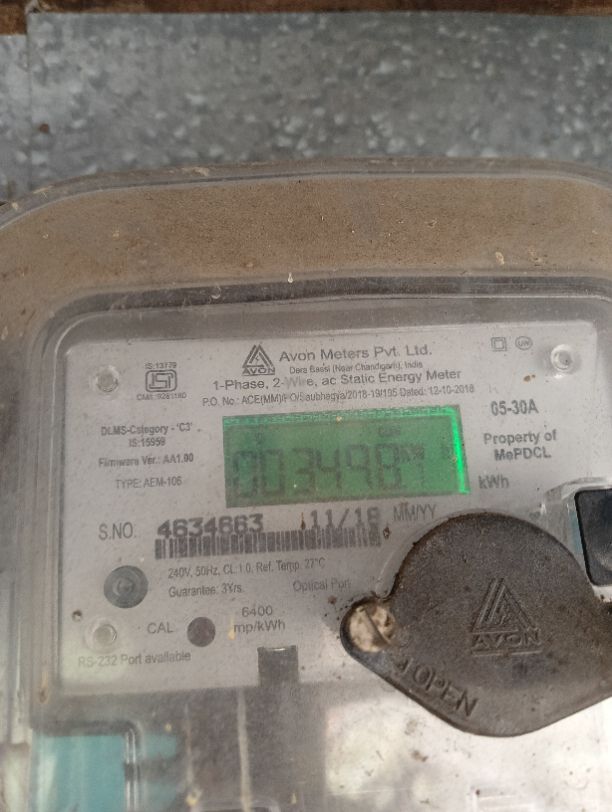 IS:13779
CM/L-9281180
AVON
Avon Meters Pvt. Ltd.
Dera Bassi (Near Chandigarh), India
1-Phase, 2-Wire, ac Static Energy Meter
P.O. No.: ACE(MM)/PO/Saubhagya/2018-19/195 Dated: 12-10-2018
DLMS-Category - 'C3'
IS:15959
Firmware Ver.: AA1.00
TYPE: AEM-106
05-30A
Property of
MePDCL
kWh
S.NO. 4634663 11/18 MM/YY
240V, 50Hz, CL 1.0, Ref. Temp. 27°C
Guarantee: 3Yrs. Optical Port
CAL 6400
imp/kWh
RS-232 Port available
AVON
OPEN